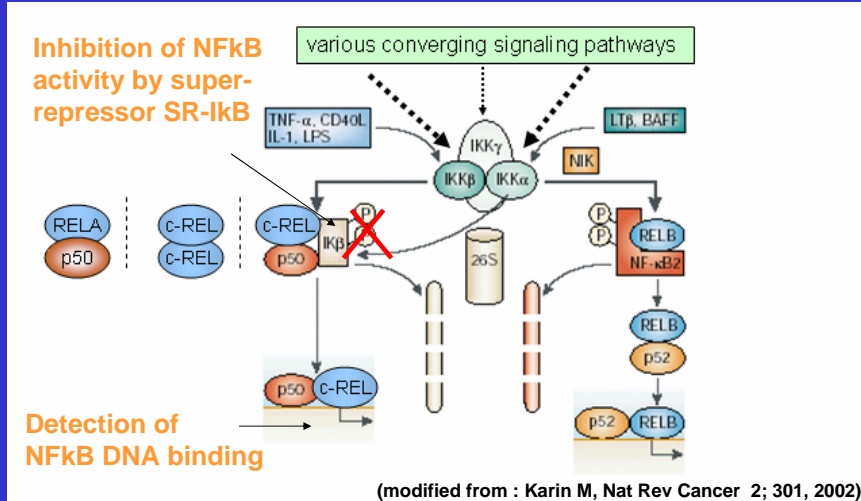 Inhibition of NFkB
activity by super-
repressor SR-IkB
various converging signaling pathways
TNF-α, CD40L
IL-1, LPS
IKKγ
IKKβ
IKKα
LTβ, BAFF
NIK
RELA
p50
c-REL
c-REL
c-REL
p50
IKβ
P
26S
P
P
RELB
NF-κB2
RELB
p52
p50
c-REL
p52
RELB
Detection of
NFkB DNA binding
(modified from : Karin M, Nat Rev Cancer 2; 301, 2002)